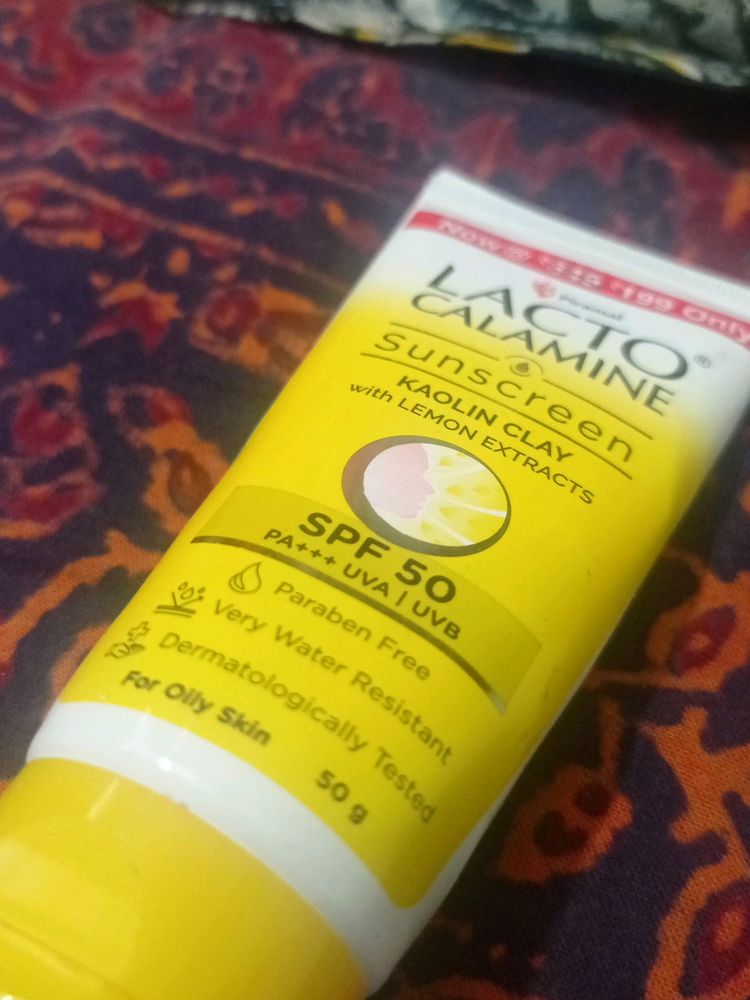 Now @ ₹225 ₹199 Only
Piramal
LACTO®
CALAMINE
Sunscreen
KAOLIN CLAY
with LEMON EXTRACTS
SPF 50
PA+++ UVA | UVB
Paraben Free
Very Water Resistant
Dermatologically Tested
For Oily Skin
50 g